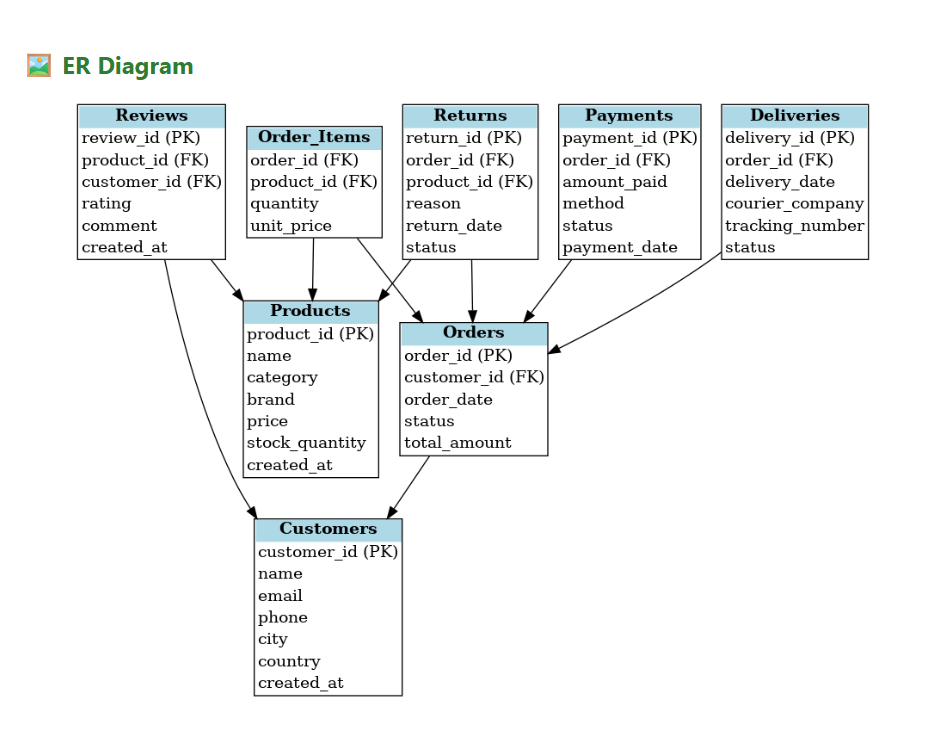 ER Diagram
Reviews
review_id (PK)
product_id (FK)
customer_id (FK)
rating
comment
created_at
Order_Items
order_id (FK)
product_id (FK)
quantity
unit_price
Returns
return_id (PK)
order_id (FK)
product_id (FK)
reason
return_date
status
Payments
payment_id (PK)
order_id (FK)
amount_paid
method
status
payment_date
Deliveries
delivery_id (PK)
order_id (FK)
delivery_date
courier_company
tracking_number
status
Products
product_id (PK)
name
category
brand
price
stock_quantity
created_at
Orders
order_id (PK)
customer_id (FK)
order_date
status
total_amount
Customers
customer_id (PK)
name
email
phone
city
country
created_at